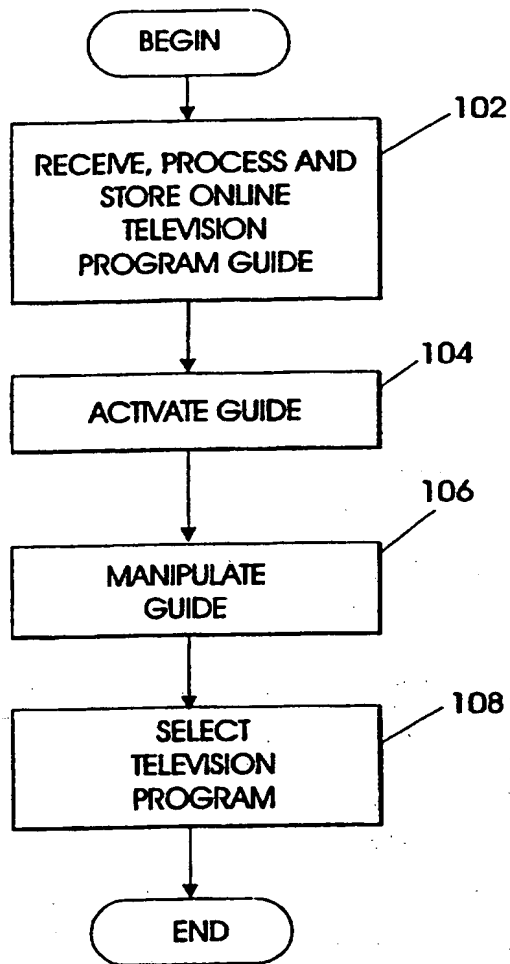 BEGIN
102
RECEIVE, PROCESS AND
STORE ONLINE
TELEVISION
PROGRAM GUIDE
104
ACTIVATE GUIDE
106
MANIPULATE
GUIDE
108
SELECT
TELEVISION
PROGRAM
END